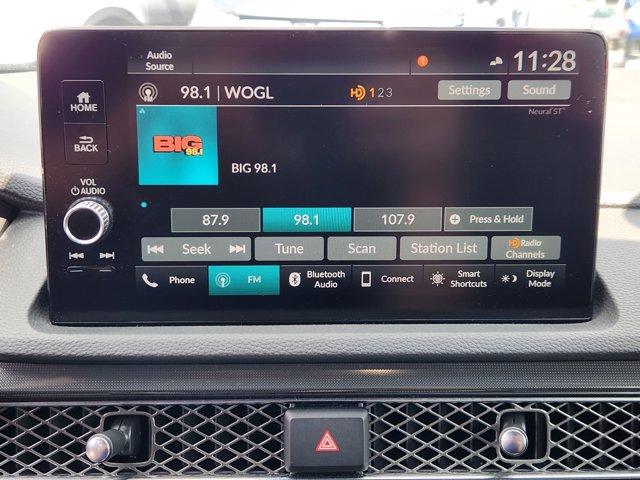 Audio
Source
11:28
HOME
98.1 | WOGL
HD 1 2 3
Settings
Sound
Neural ST
BACK
BIG
98.1
BIG 98.1
VOL
AUDIO
87.9
98.1
107.9
Press & Hold
Seek
Tune
Scan
Station List
HD Radio
Channels
Phone
FM
Bluetooth
Audio
Connect
Smart
Shortcuts
Display
Mode